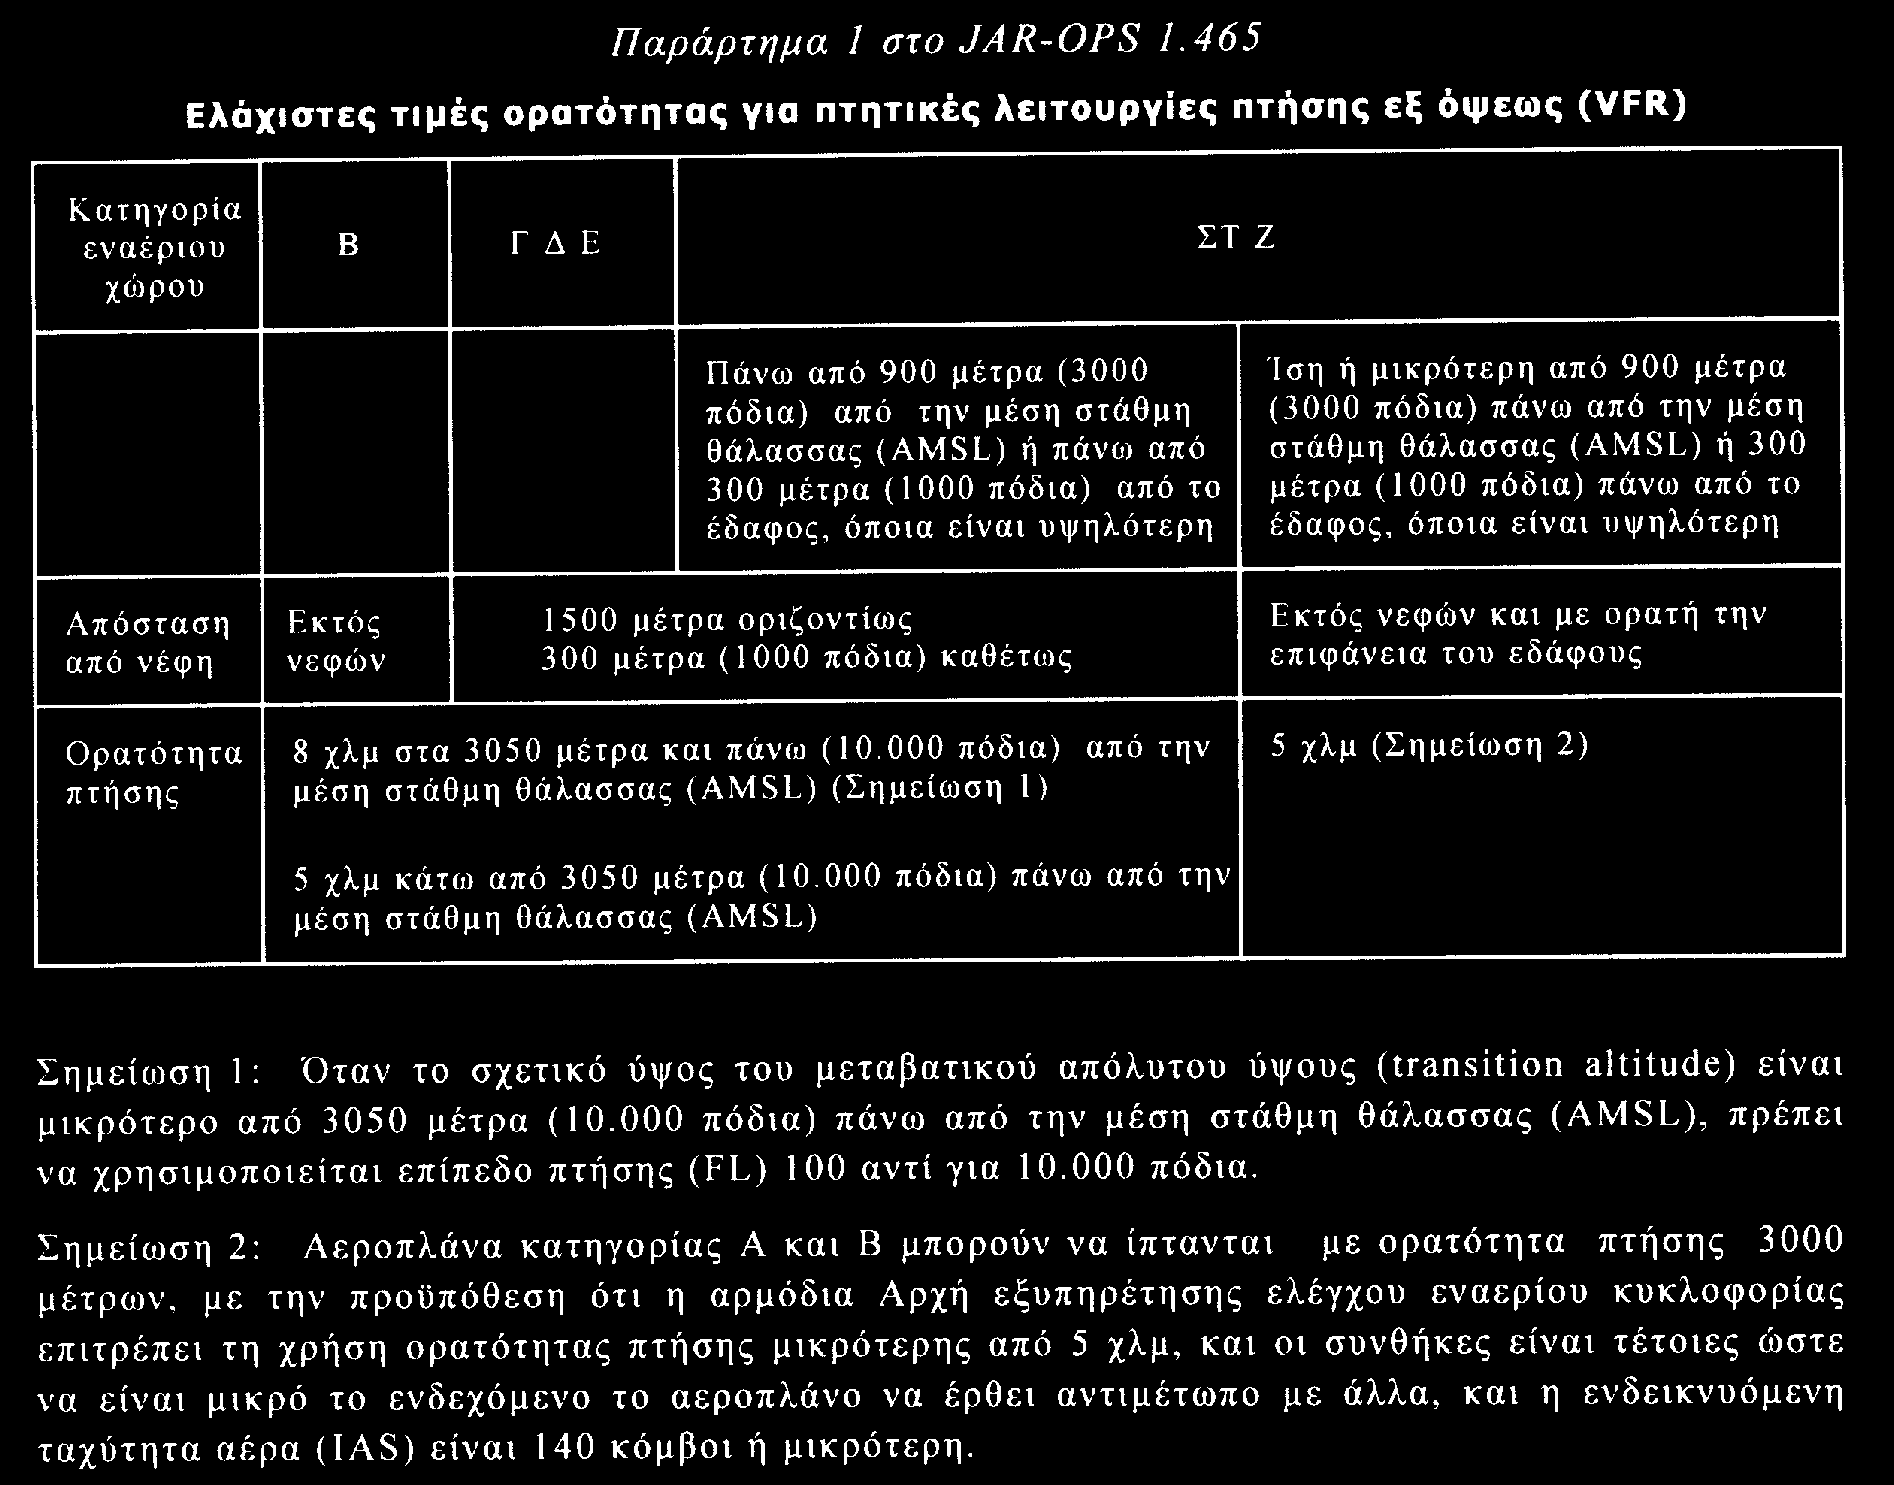 Παράρτημα 1 στο JAR-OPS 1.465
Ελάχιστες τιμές ορατότητας για πτητικές λειτουργίες πτήσης εξ όψεως (VFR)
Κατηγορία
εναέριου
χώρου
Β
Γ Δ Ε
ΣΤ Ζ
Πάνω από 900 μέτρα (3000
πόδια) από την μέση στάθμη
θάλασσας (AMSL) ή πάνω από
300 μέτρα (1000 πόδια) από το
έδαφος, όποια είναι υψηλότερη
Ίση ή μικρότερη από 900 μέτρα
(3000 πόδια) πάνω από την μέση
στάθμη θάλασσας (AMSL) ή 300
μέτρα (1000 πόδια) πάνω από το
έδαφος, όποια είναι υψηλότερη
Απόσταση
από νέφη
Εκτός
νεφών
1500 μέτρα οριζοντίως
300 μέτρα (1000 πόδια) καθέτως
Εκτός νεφών και με ορατή την
επιφάνεια του εδάφους
Ορατότητα
πτήσης
8 χλμ στα 3050 μέτρα και πάνω (10.000 πόδια) από την
μέση στάθμη θάλασσας (AMSL) (Σημείωση 1)
5 χλμ κάτω από 3050 μέτρα (10.000 πόδια) πάνω από την
μέση στάθμη θάλασσας (AMSL)
5 χλμ (Σημείωση 2)
Σημείωση 1: Όταν το σχετικό ύψος του μεταβατικού απόλυτου ύψους (transition altitude) είναι
μικρότερο από 3050 μέτρα (10.000 πόδια) πάνω από την μέση στάθμη θάλασσας (AMSL), πρέπει
να χρησιμοποιείται επίπεδο πτήσης (FL) 100 αντί για 10.000 πόδια.
Σημείωση 2: Αεροπλάνα κατηγορίας Α και Β μπορούν να ίπτανται με ορατότητα πτήσης 3000
μέτρων, με την προϋπόθεση ότι η αρμόδια Αρχή εξυπηρέτησης ελέγχου εναερίου κυκλοφορίας
επιτρέπει τη χρήση ορατότητας πτήσης μικρότερης από 5 χλμ, και οι συνθήκες είναι τέτοιες ώστε
να είναι μικρό το ενδεχόμενο το αεροπλάνο να έρθει αντιμέτωπο με άλλα, και η ενδεικνυόμενη
ταχύτητα αέρα (IAS) είναι 140 κόμβοι ή μικρότερη.